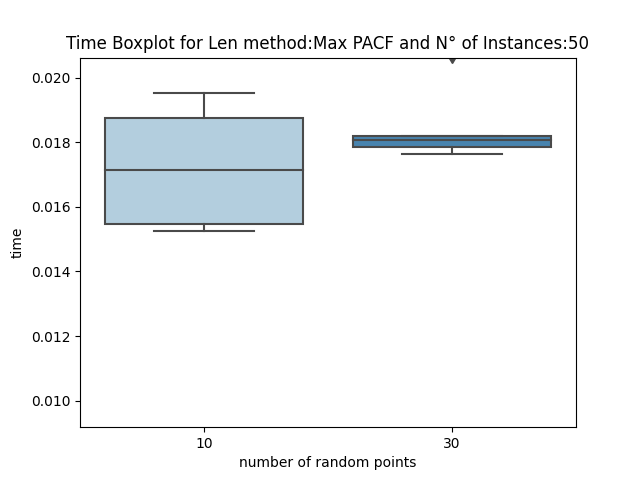 Time Boxplot for Len method:Max PACF and N° of Instances:50
0.020
0.018
0.016
0.014
0.012
0.010
time
10
30
number of random points